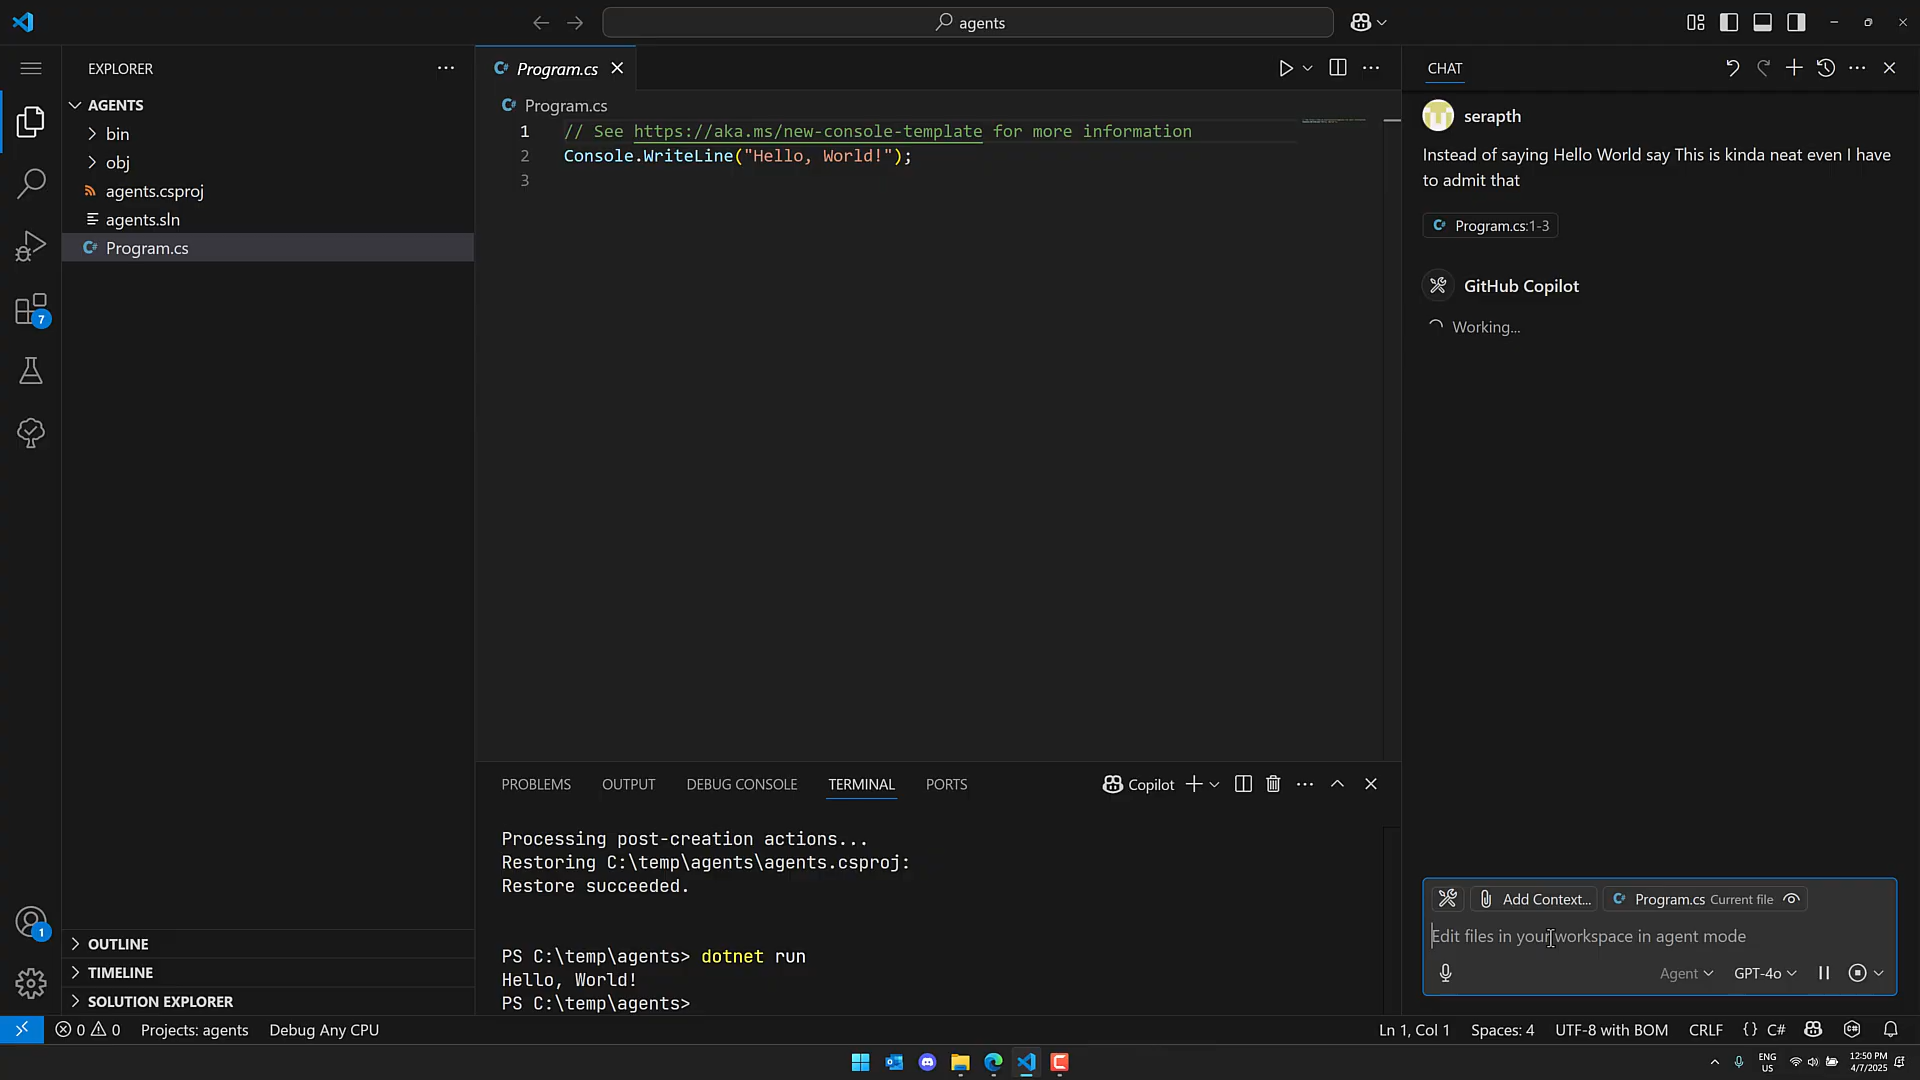 agents
EXPLORER
AGENTS
bin
obj
agents.csproj
agents.sln
Program.cs
7
1
OUTLINE
TIMELINE
SOLUTION EXPLORER
Program.cs
Program.cs
1 // See https://aka.ms/new-console-template for more information
2 Console.WriteLine("Hello, World!");
3
PROBLEMS OUTPUT DEBUG CONSOLE TERMINAL PORTS Copilot
Processing post-creation actions...
Restoring C:\temp\agents\agents.csproj:
Restore succeeded.
PS C:\temp\agents> dotnet run
Hello, World!
PS C:\temp\agents>
CHAT
serapth
Instead of saying Hello World say This is kinda neat even I have
to admit that
Program.cs:1-3
GitHub Copilot
Working...
Add Context... Program.cs Current file
Edit files in your workspace in agent mode
Agent GPT-4o
0 0 Projects: agents Debug Any CPU Ln 1, Col 1 Spaces: 4 UTF-8 with BOM CRLF {} C#
ENG
US
12:50 PM
4/7/2025